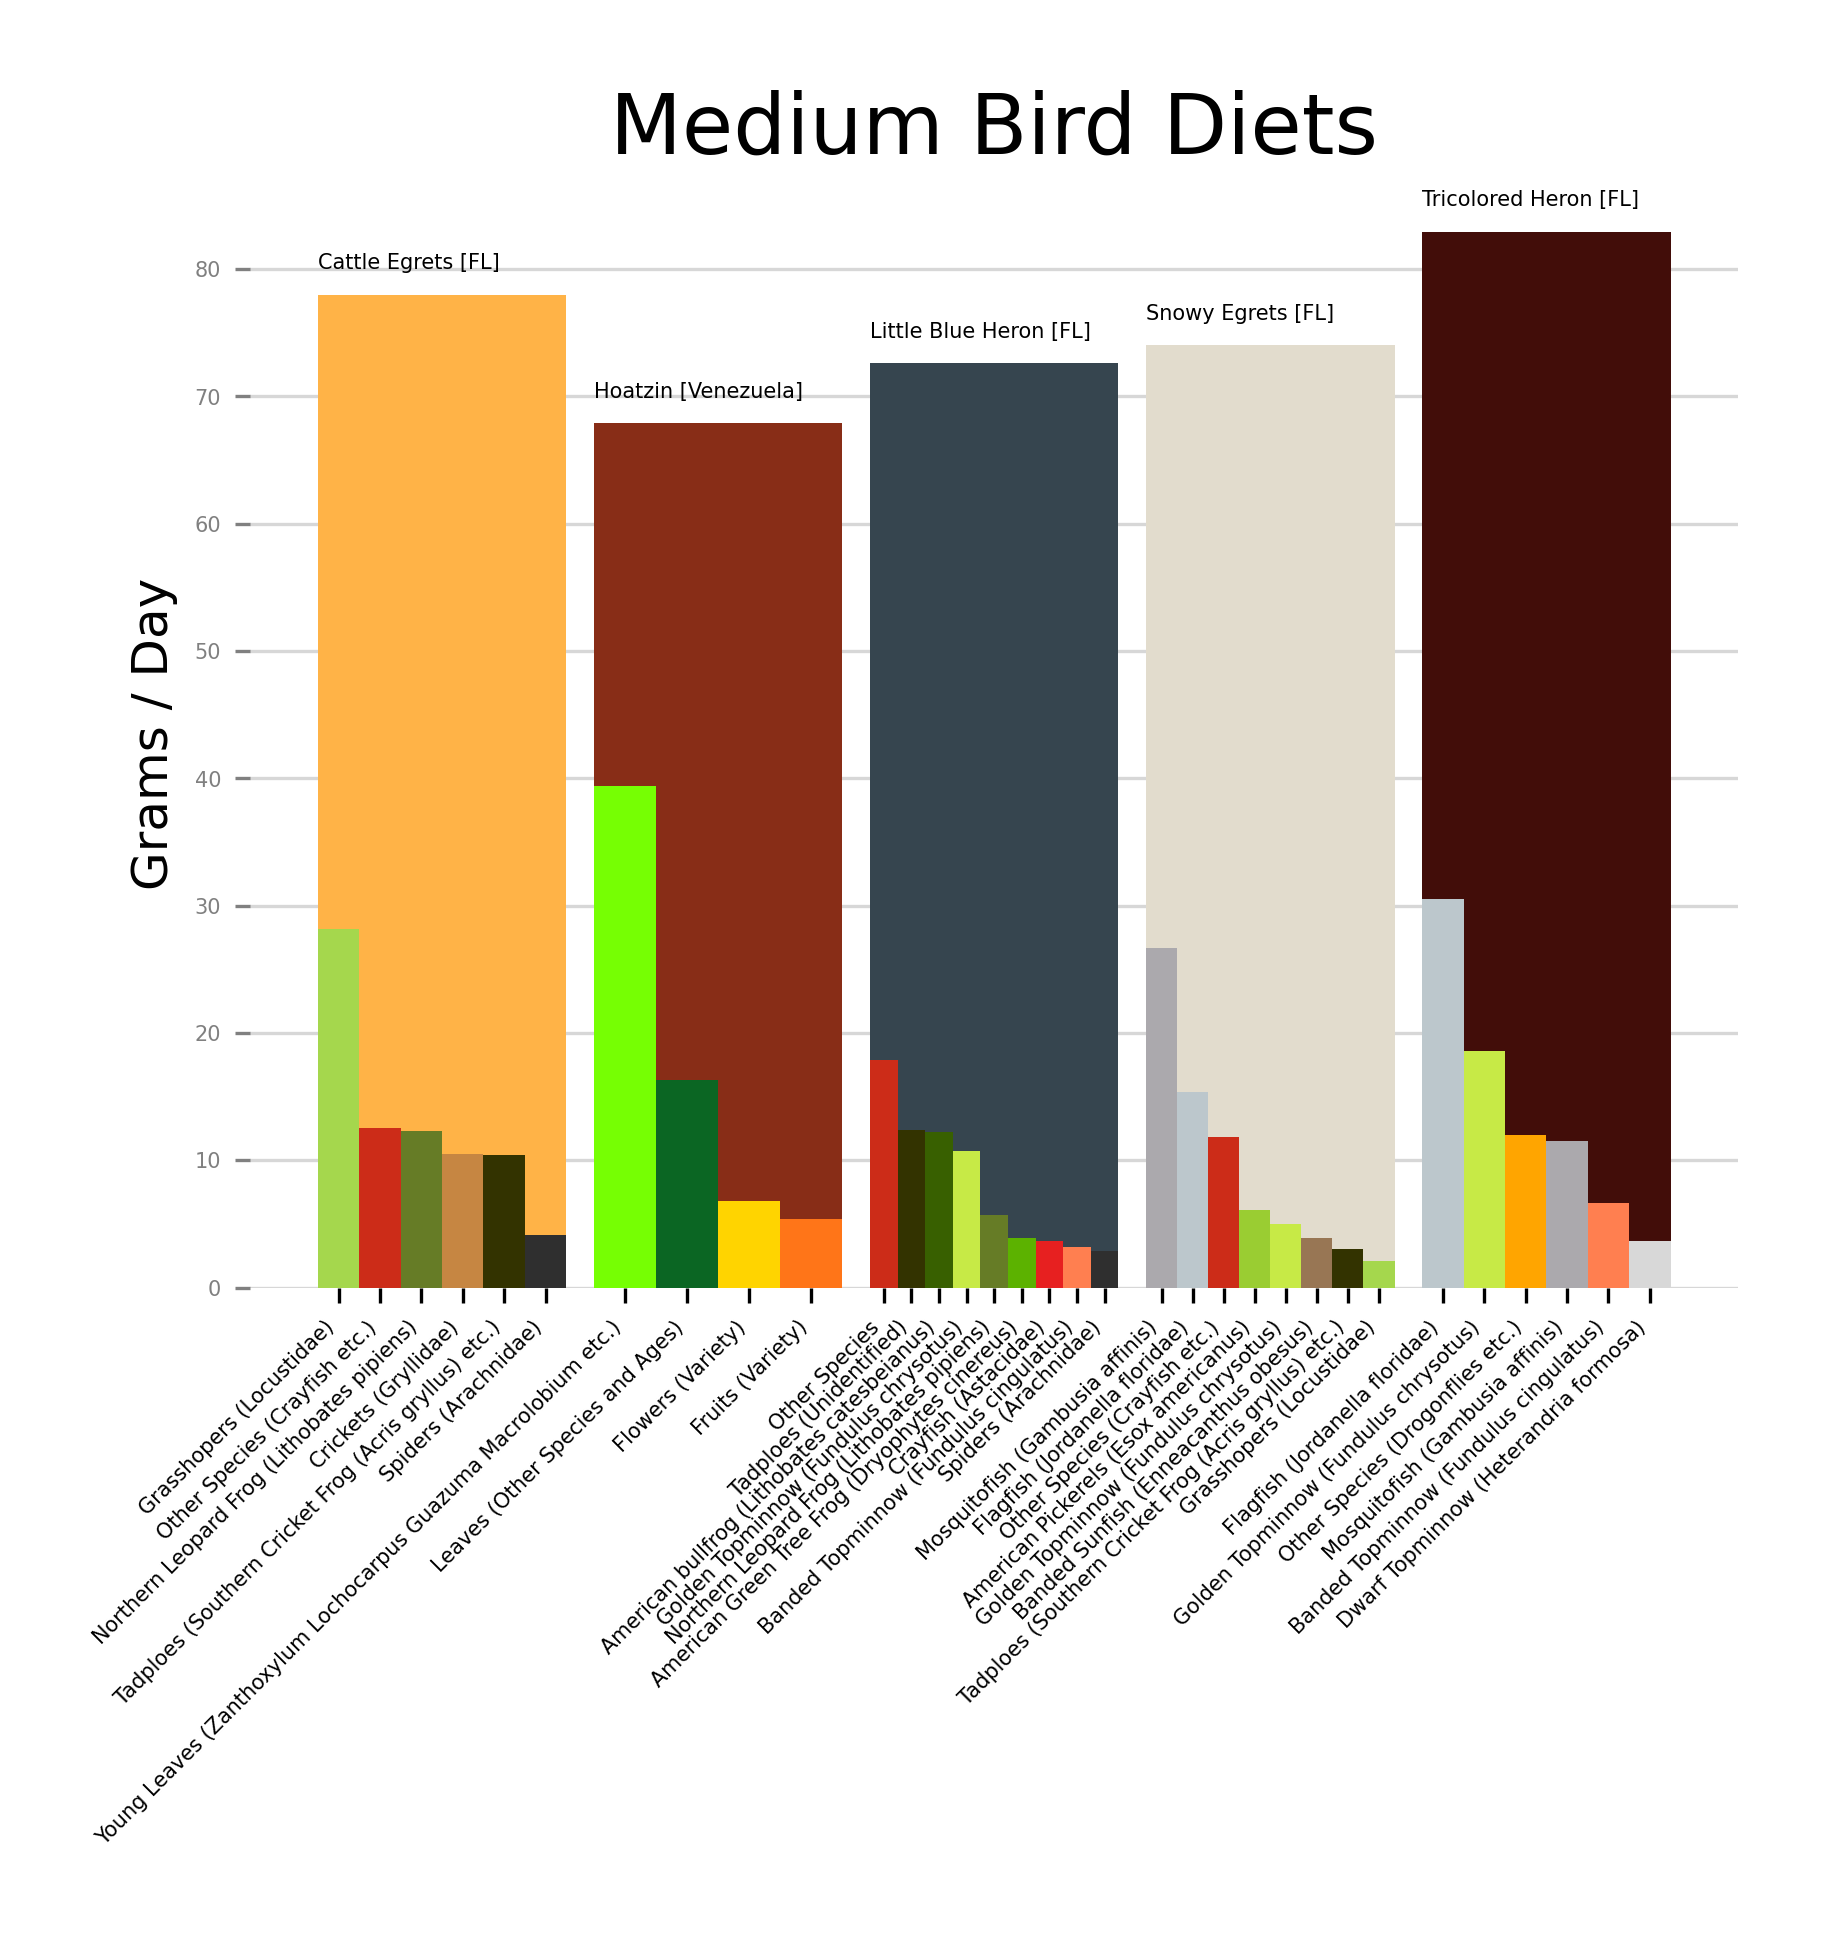 Medium Bird Diets
Tricolored Heron [FL]
Cattle Egrets [FL]
Snowy Egrets [FL]
Little Blue Heron [FL]
Hoatzin [Venezuela]
Grams / Day
80
70
60
50
40
30
20
10
0
Grasshopers (Locustidae)
Other Species (Crayfish etc.)
Northern Leopard Frog (Lithobates pipiens)
Crickets (Gryllidae)
Tadploes (Southern Cricket Frog (Acris gryllus) etc.)
Spiders (Arachnidae)
Young Leaves (Zanthoxylum Lochocarpus Guazuma Macrolobium etc.)
Leaves (Other Species and Ages)
Flowers (Variety)
Fruits (Variety)
Other Species
Tadploes (Unidentified)
American bullfrog (Lithobates catesbeianus)
Golden Topminnow (Fundulus chrysotus)
Northern Leopard Frog (Lithobates pipiens)
American Green Tree Frog (Dryophytes cinereus)
Crayfish (Astacidae)
Banded Topminnow (Fundulus cingulatus)
Spiders (Arachnidae)
Mosquitofish (Gambusia affinis)
Flagfish (Jordanella floridae)
Other Species (Crayfish etc.)
American Pickerels (Esox americanus)
Golden Topminnow (Fundulus chrysotus)
Banded Sunfish (Enneacanthus obesus)
Tadploes (Southern Cricket Frog (Acris gryllus) etc.)
Grasshopers (Locustidae)
Flagfish (Jordanella floridae)
Golden Topminnow (Fundulus chrysotus)
Other Species (Drogonflies etc.)
Mosquitofish (Gambusia affinis)
Banded Topminnow (Fundulus cingulatus)
Dwarf Topminnow (Heterandria formosa)